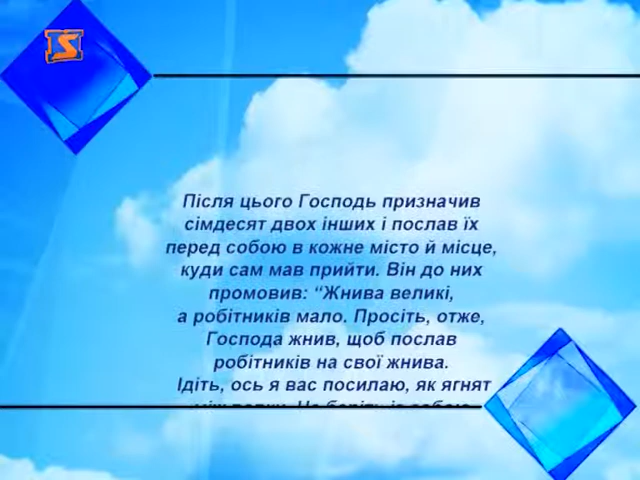 Після цього Господь призначив
сімдесят двох інших і послав їх
перед собою в кожне місто й місце,
куди сам мав прийти. Він до них
промовив: “Жнива великі,
а робітників мало. Просіть, отже,
Господа жнив, щоб послав
робітників на свої жнива.
Ідіть, ось я вас посилаю, як ягнят